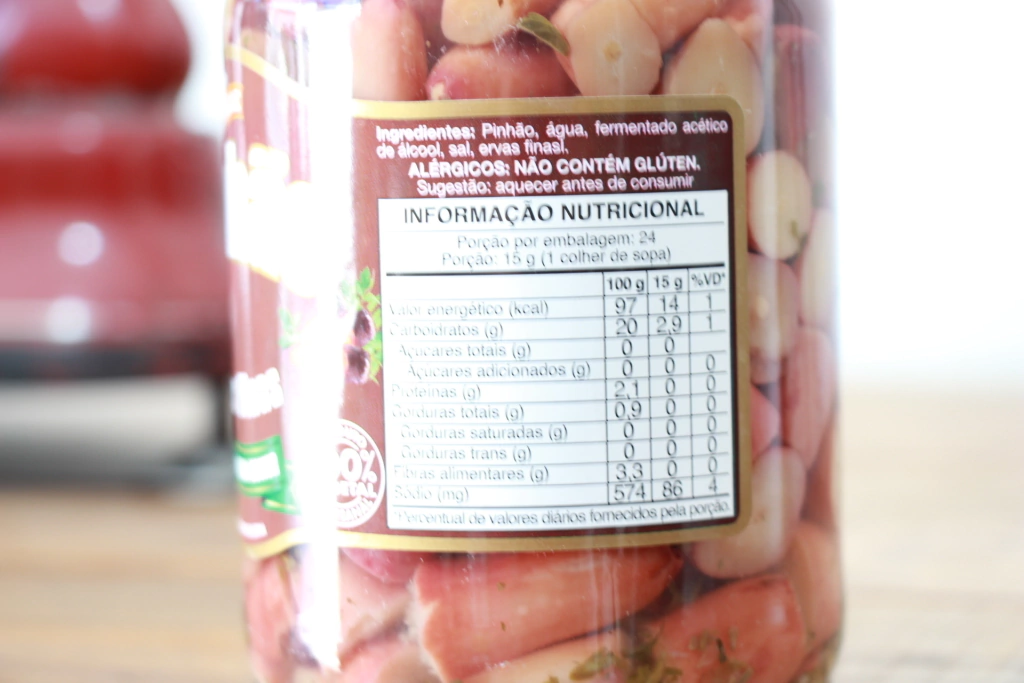 Ingredientes: Pinhão, água, fermentado acético
de álcool, sal, ervas finasl.
ALÉRGICOS: NÃO CONTÉM GLÚTEN.
Sugestão: aquecer antes de consumir
INFORMAÇÃO NUTRICIONAL
Porção por embalagem: 24
Porção: 15 g (1 colher de sopa)
100 g 15 g %VD*
Valor energético (kcal) 97 14 1
Carboidratos (g) 20 2,9 1
Açúcares totais (g) 0 0
Açúcares adicionados (g) 0 0 0
Proteínas (g) 2,1 0 0
Gorduras totais (g) 0,9 0 0
Gorduras saturadas (g) 0 0 0
Gorduras trans (g) 0 0 0
Fibras alimentares (g) 3,3 0 0
Sódio (mg) 574 86 4
*Percentual de valores diários fornecidos pela porção.